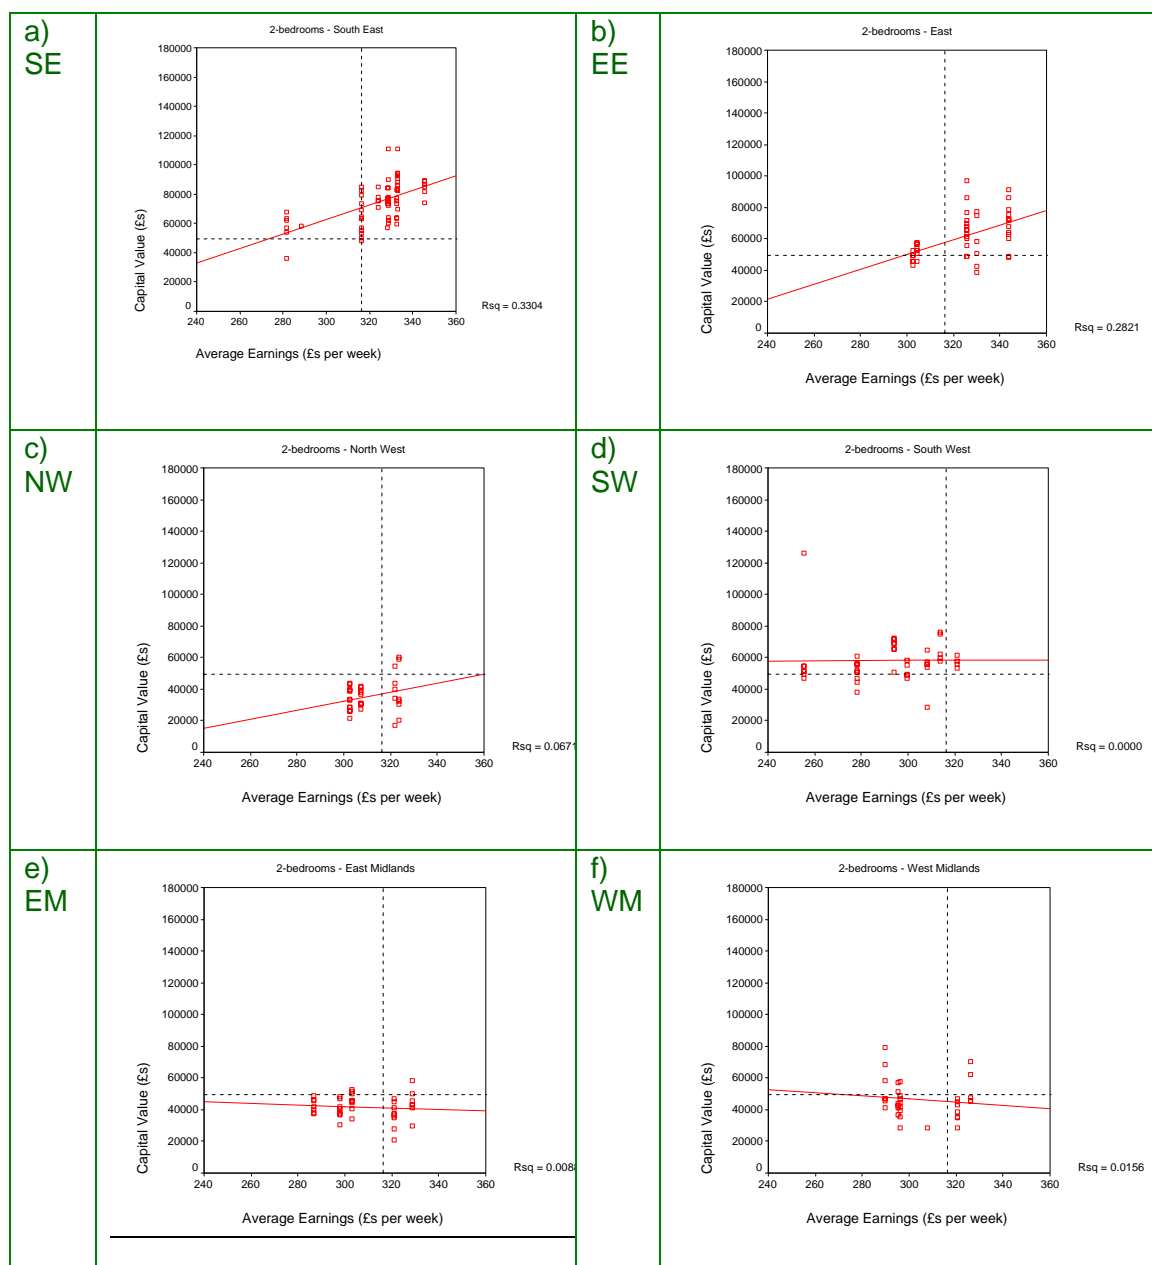 a)
SE
2-bedrooms - South East
Capital Value (£s)
180000
160000
140000
120000
100000
80000
60000
40000
20000
0
240 260 280 300 320 340 360
Average Earnings (£s per week)
Rsq = 0.3304
b)
EE
2-bedrooms - East
Capital Value (£s)
180000
160000
140000
120000
100000
80000
60000
40000
20000
0
240 260 280 300 320 340 360
Average Earnings (£s per week)
Rsq = 0.2821
c)
NW
2-bedrooms - North West
Capital Value (£s)
180000
160000
140000
120000
100000
80000
60000
40000
20000
0
240 260 280 300 320 340 360
Average Earnings (£s per week)
Rsq = 0.0671
d)
SW
2-bedrooms - South West
Capital Value (£s)
180000
160000
140000
120000
100000
80000
60000
40000
20000
0
240 260 280 300 320 340 360
Average Earnings (£s per week)
Rsq = 0.0000
e)
EM
2-bedrooms - East Midlands
Capital Value (£s)
180000
160000
140000
120000
100000
80000
60000
40000
20000
0
240 260 280 300 320 340 360
Average Earnings (£s per week)
Rsq = 0.0088
f)
WM
2-bedrooms - West Midlands
Capital Value (£s)
180000
160000
140000
120000
100000
80000
60000
40000
20000
0
240 260 280 300 320 340 360
Average Earnings (£s per week)
Rsq = 0.0156